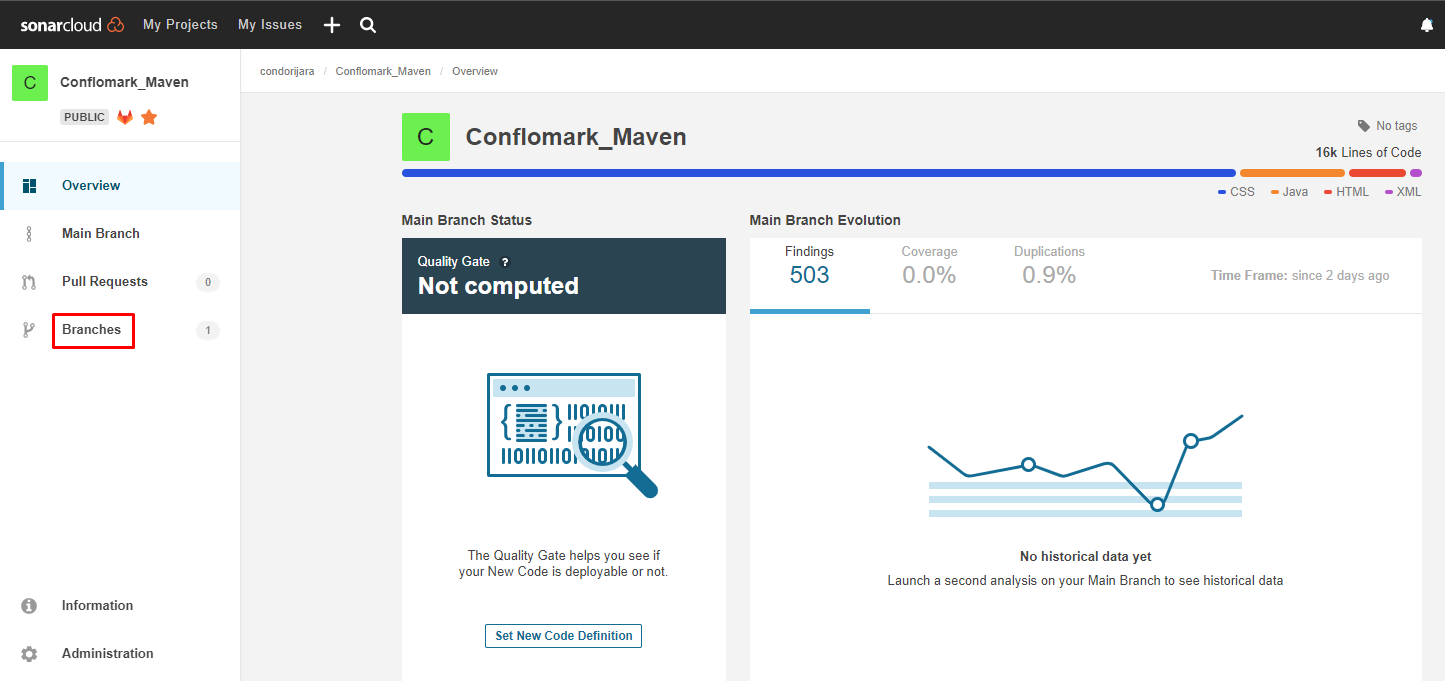 sonarcloud My Projects My Issues
C Conflomark_Maven
PUBLIC
Overview
Main Branch
Pull Requests 0
Branches 1
Information
Administration
condorijara / Conflomark_Maven / Overview
C Conflomark_Maven
No tags
16k Lines of Code
CSS Java HTML XML
Main Branch Status
Quality Gate ?
Not computed
The Quality Gate helps you see if
your New Code is deployable or not.
Set New Code Definition
Main Branch Evolution
Findings Coverage Duplications
503 0.0% 0.9%
Time Frame: since 2 days ago
No historical data yet
Launch a second analysis on your Main Branch to see historical data